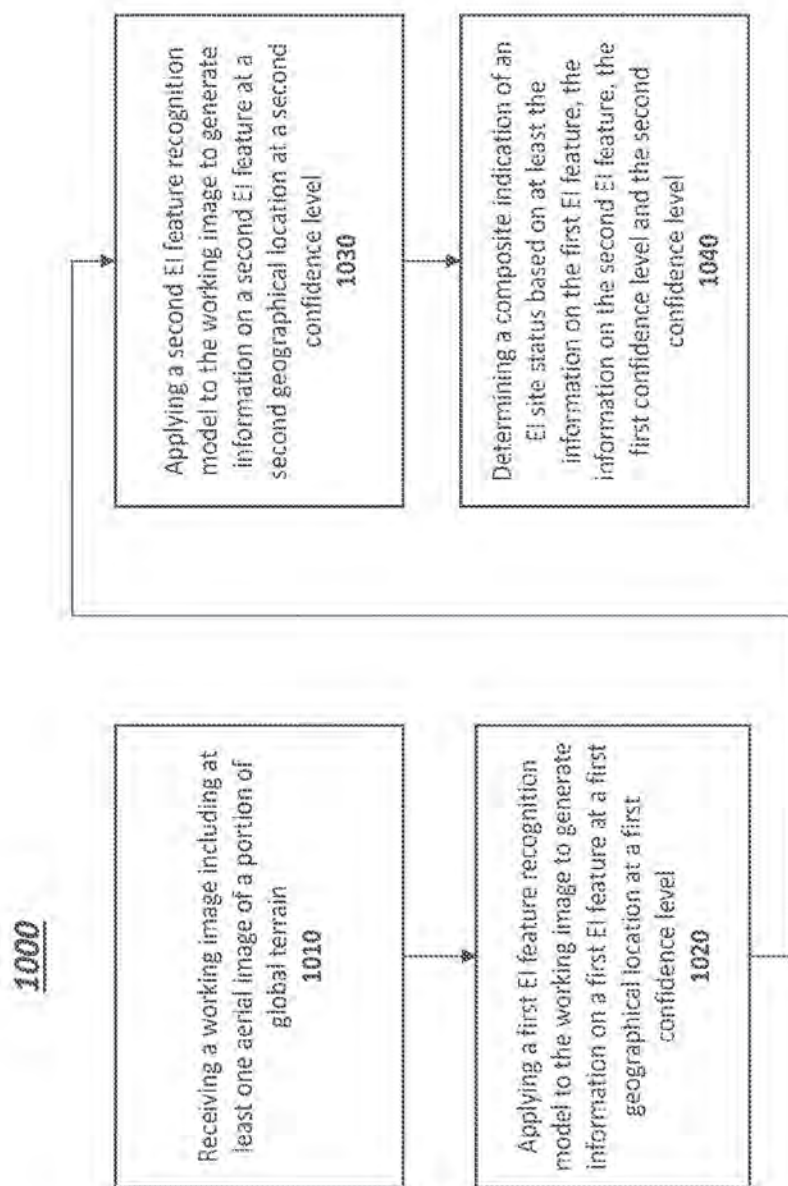 1000
Receiving a working image including at
least one aerial image of a portion of
global terrain
1010
Applying a first EI feature recognition
model to the working image to generate
information on a first EI feature at a first
geographical location at a first
confidence level
1020
Applying a second EI feature recognition
model to the working image to generate
information on a second EI feature at a
second geographical location at a second
confidence level
1030
Determining a composite indication of an
EI site status based on at least the
information on the first EI feature, the
information on the second EI feature, the
first confidence level and the second
confidence level
1040